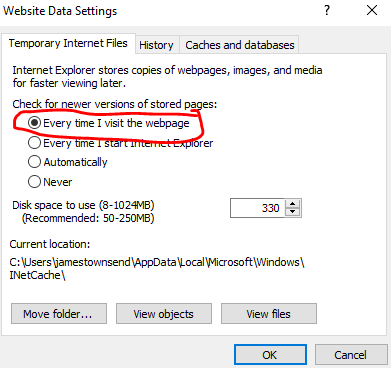 Website Data Settings
Temporary Internet Files
History
Caches and databases
Internet Explorer stores copies of webpages, images, and media
for faster viewing later.
Check for newer versions of stored pages:
Every time I visit the webpage
Every time I start Internet Explorer
Automatically
Never
Disk space to use (8-1024MB)
(Recommended: 50-250MB)
330
Current location:
C:\Users\jamestownsend\AppData\Local\Microsoft\Windows\
INetCache\
Move folder...
View objects
View files
OK
Cancel